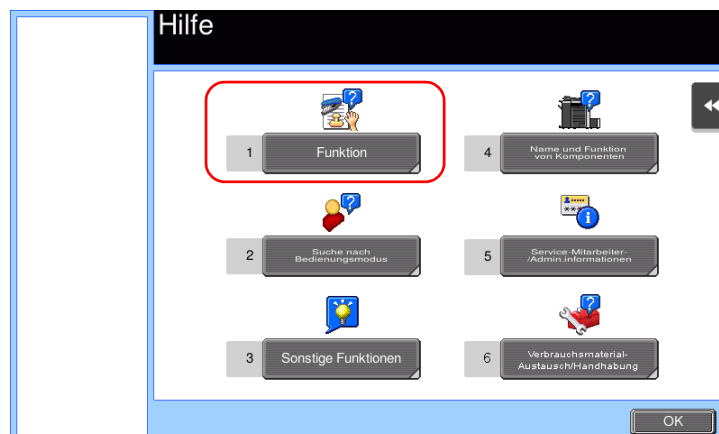 Hilfe
1 Funktion
4 Name und Funktion
von Komponenten
2 Suche nach
Bedienungsmodus
5 Service-Mitarbeiter-
/Admin.informationen
3 Sonstige Funktionen
6 Verbrauchsmaterial-
Austausch/Handhabung
OK